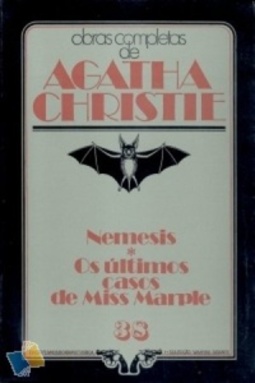 obras completas
de
AGATHA
CHRISTIE
Nemesis
*
Os últimos
casos
de Miss Marple
38